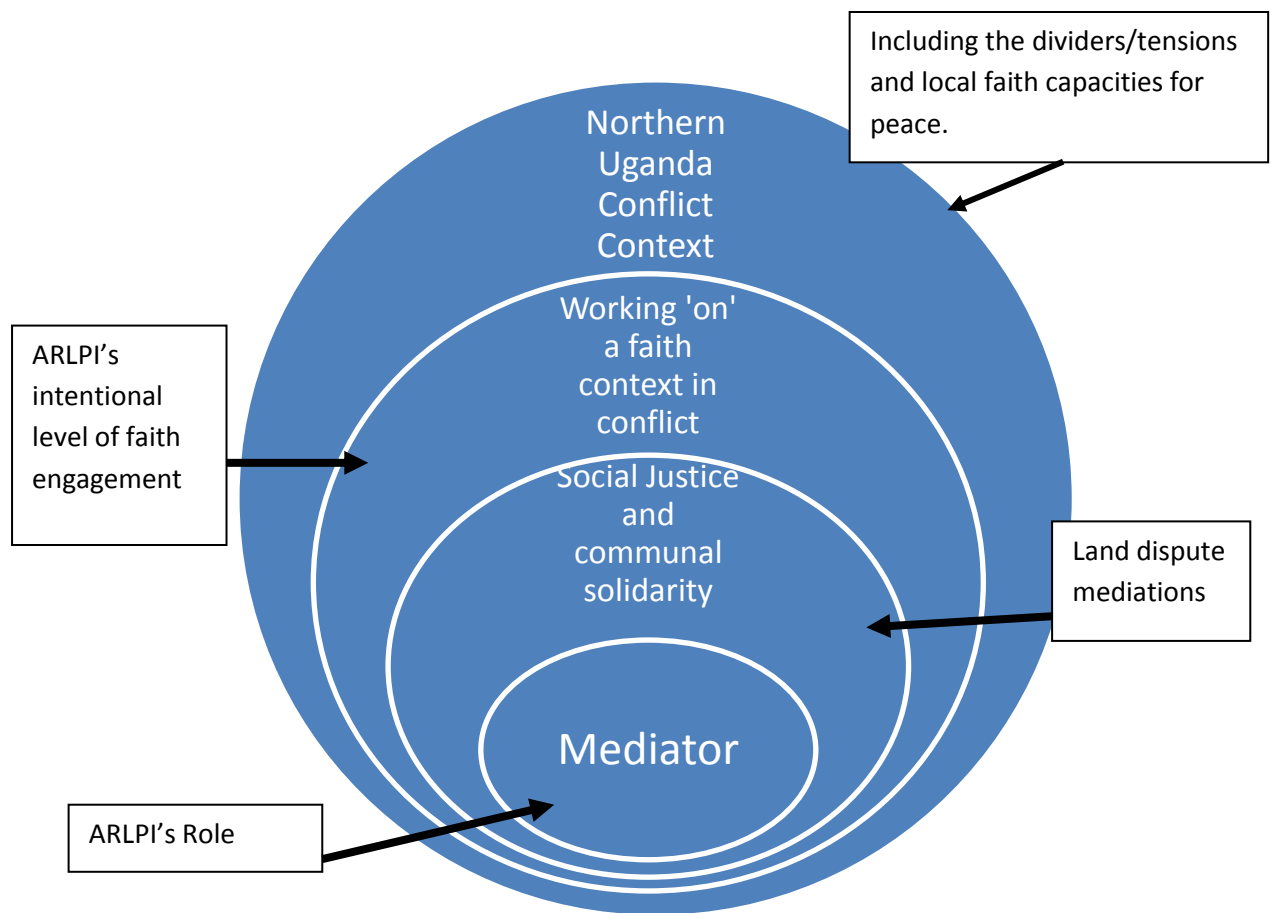 Including the dividers/tensions
and local faith capacities for
peace.
Northern
Uganda
Conflict
Context
Working 'on'
a faith
context in
conflict
ARLPI’s
intentional
level of faith
engagement
Social Justice
and
communal
solidarity
Land dispute
mediations
Mediator
ARLPI’s Role